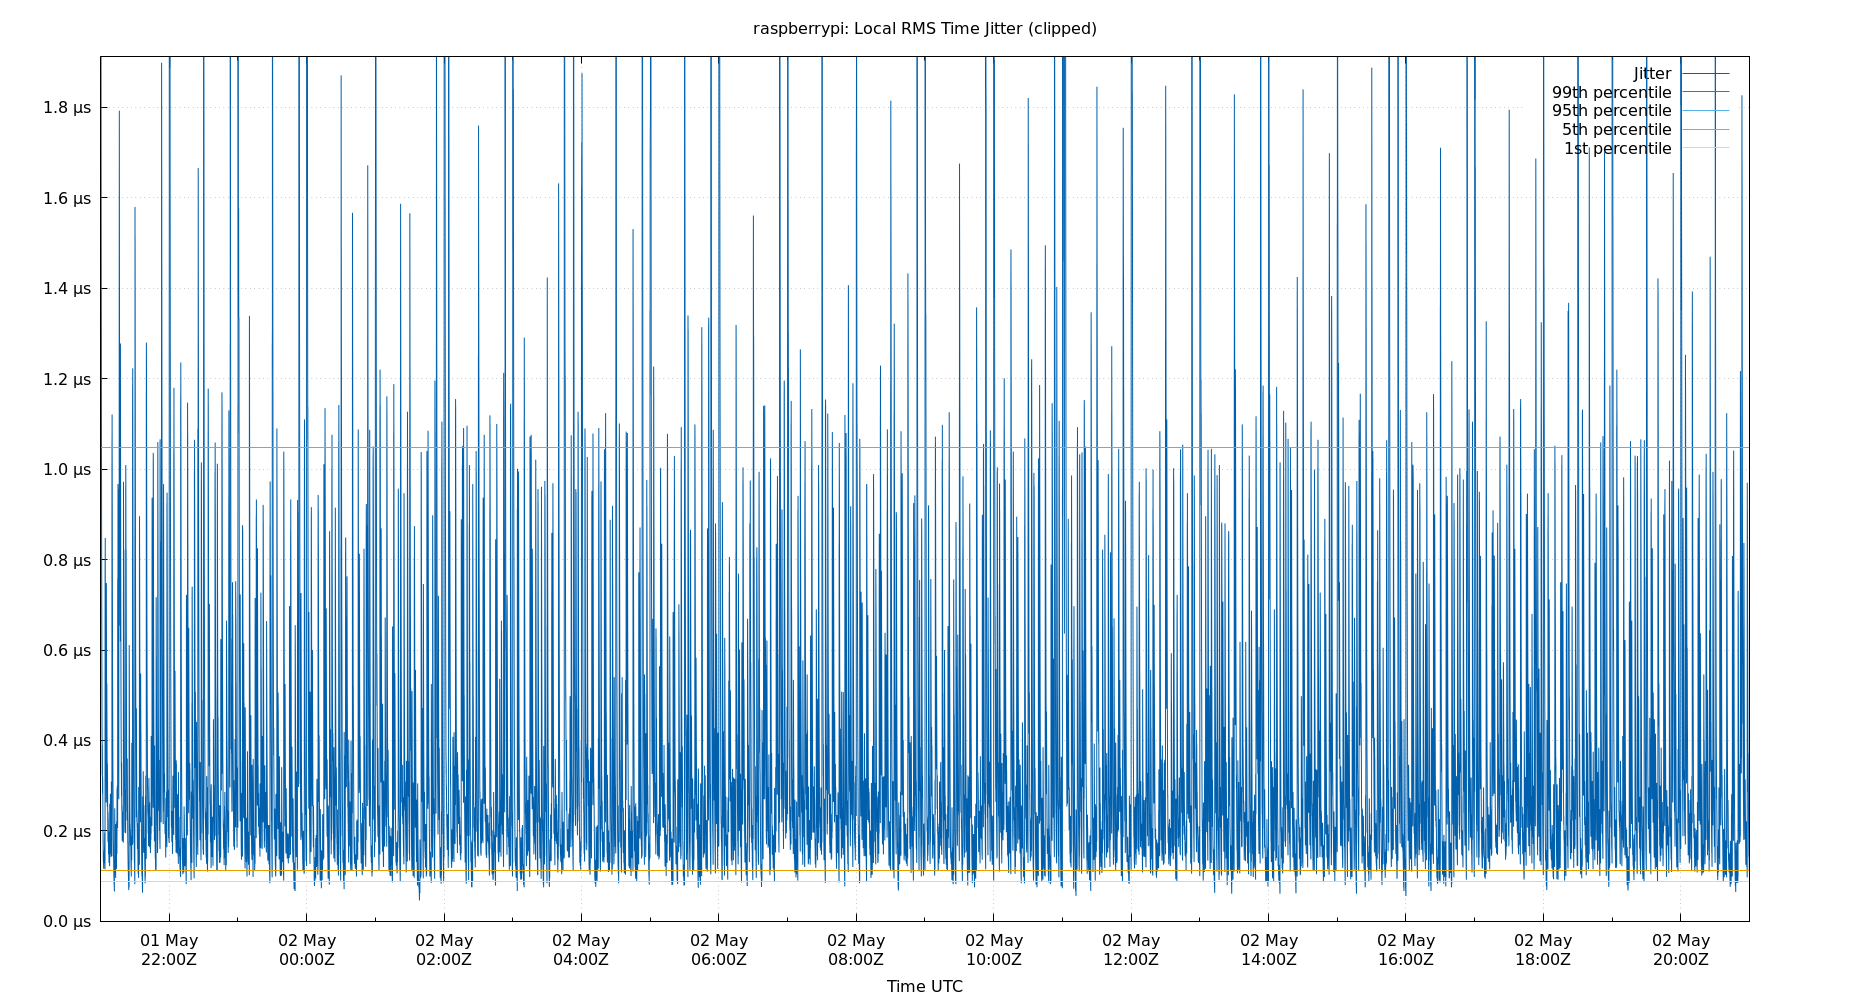 raspberrypi: Local RMS Time Jitter (clipped)
Jitter
99th percentile
95th percentile
5th percentile
1st percentile
1.8 µs
1.6 µs
1.4 µs
1.2 µs
1.0 µs
0.8 µs
0.6 µs
0.4 µs
0.2 µs
0.0 µs
01 May 02 May 02 May 02 May 02 May 02 May 02 May 02 May 02 May 02 May 02 May 02 May
22:00Z 00:00Z 02:00Z 04:00Z 06:00Z 08:00Z 10:00Z 12:00Z 14:00Z 16:00Z 18:00Z 20:00Z
Time UTC